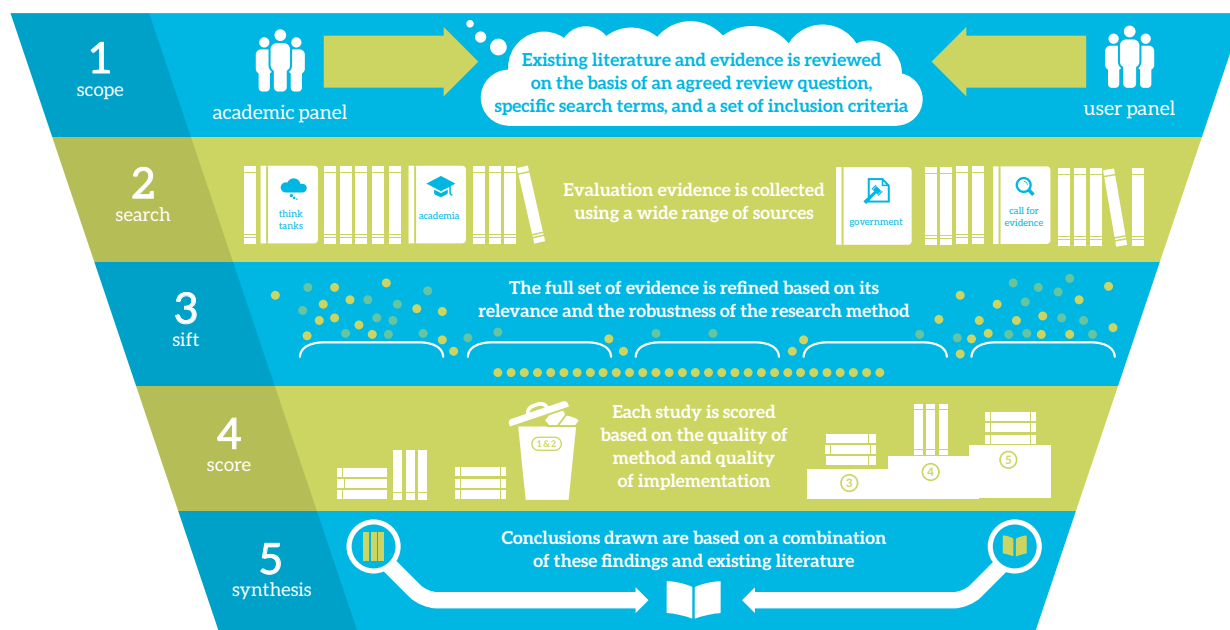 1
scope
academic panel
Existing literature and evidence is reviewed
on the basis of an agreed review question,
specific search terms, and a set of inclusion criteria
user panel
2
search
think
tanks
academia
Evaluation evidence is collected
using a wide range of sources
government
call for
evidence
3
sift
The full set of evidence is refined based on its
relevance and the robustness of the research method
4
score
1&2
Each study is scored
based on the quality of
method and quality
of implementation
3
4
5
5
synthesis
Conclusions drawn are based on a combination
of these findings and existing literature